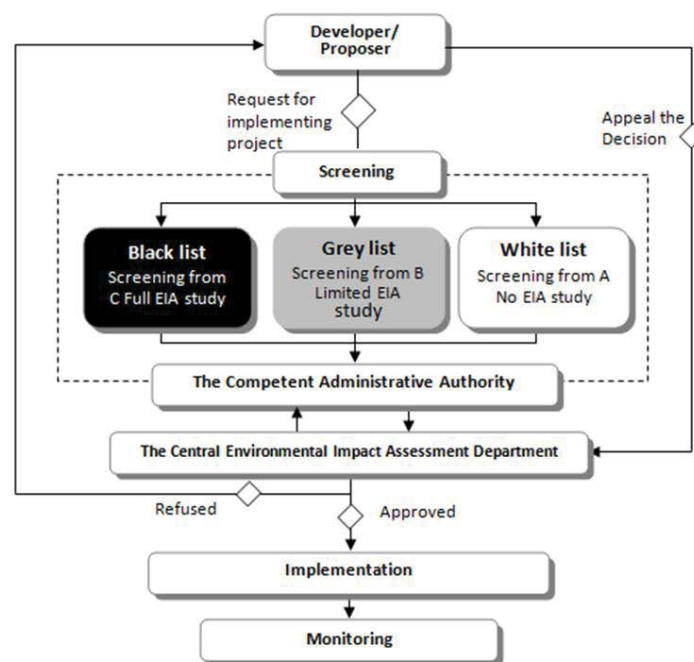 Developer/
Proposer
Request for
implementing
project
Appeal the
Decision
Screening
Black list
Screening from
C Full EIA study
Grey list
Screening from B
Limited EIA
study
White list
Screening from A
No EIA study
The Competent Administrative Authority
The Central Environmental Impact Assessment Department
Refused
Approved
Implementation
Monitoring